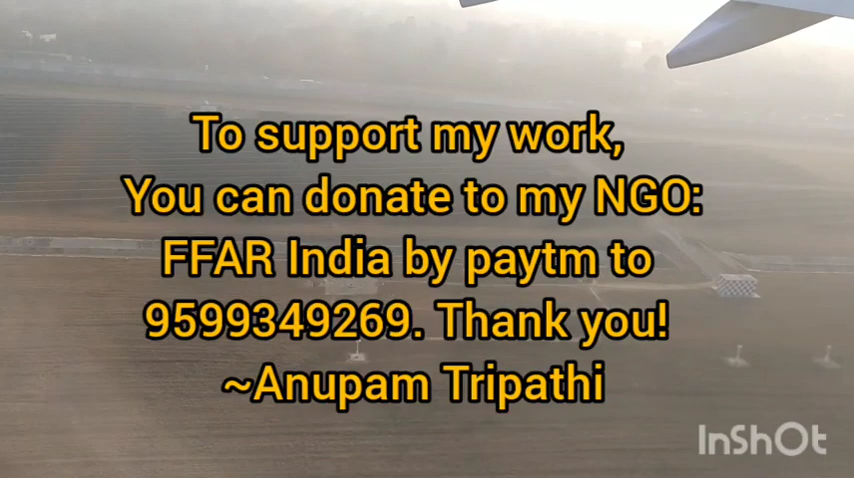 To support my work,
You can donate to my NGO:
FFAR India by paytm to
9599349269. Thank you!
~Anupam Tripathi
InShOt